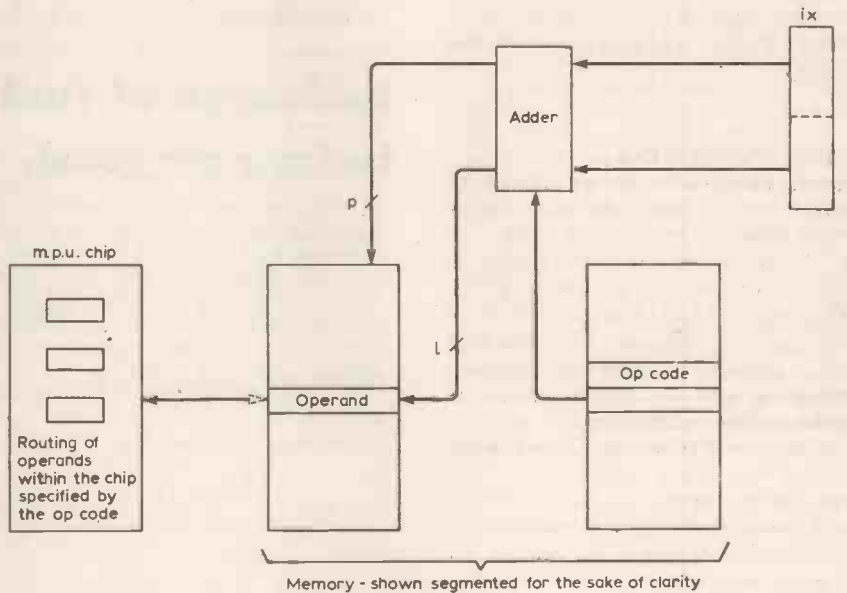 ix
Adder
p
m.p.u. chip
l
Op code
Operand
Routing of
operands
within the chip
specified by
the op code
Memory - shown segmented for the sake of clarity